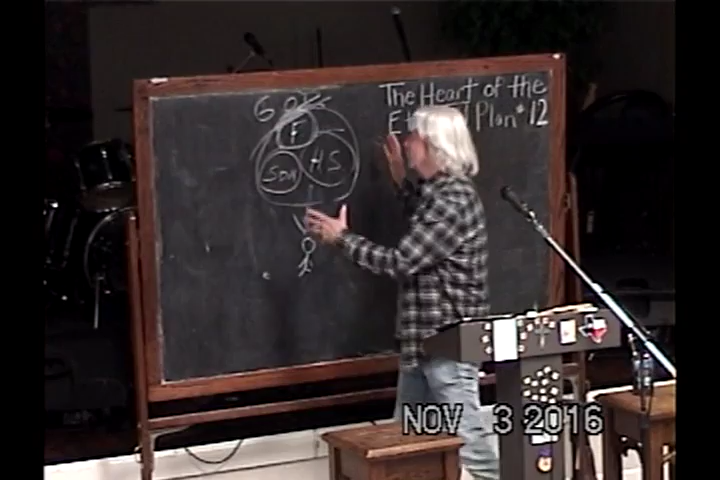 The Heart of the
Plan #12
GOD
F
SON HS
NOV 3 2016